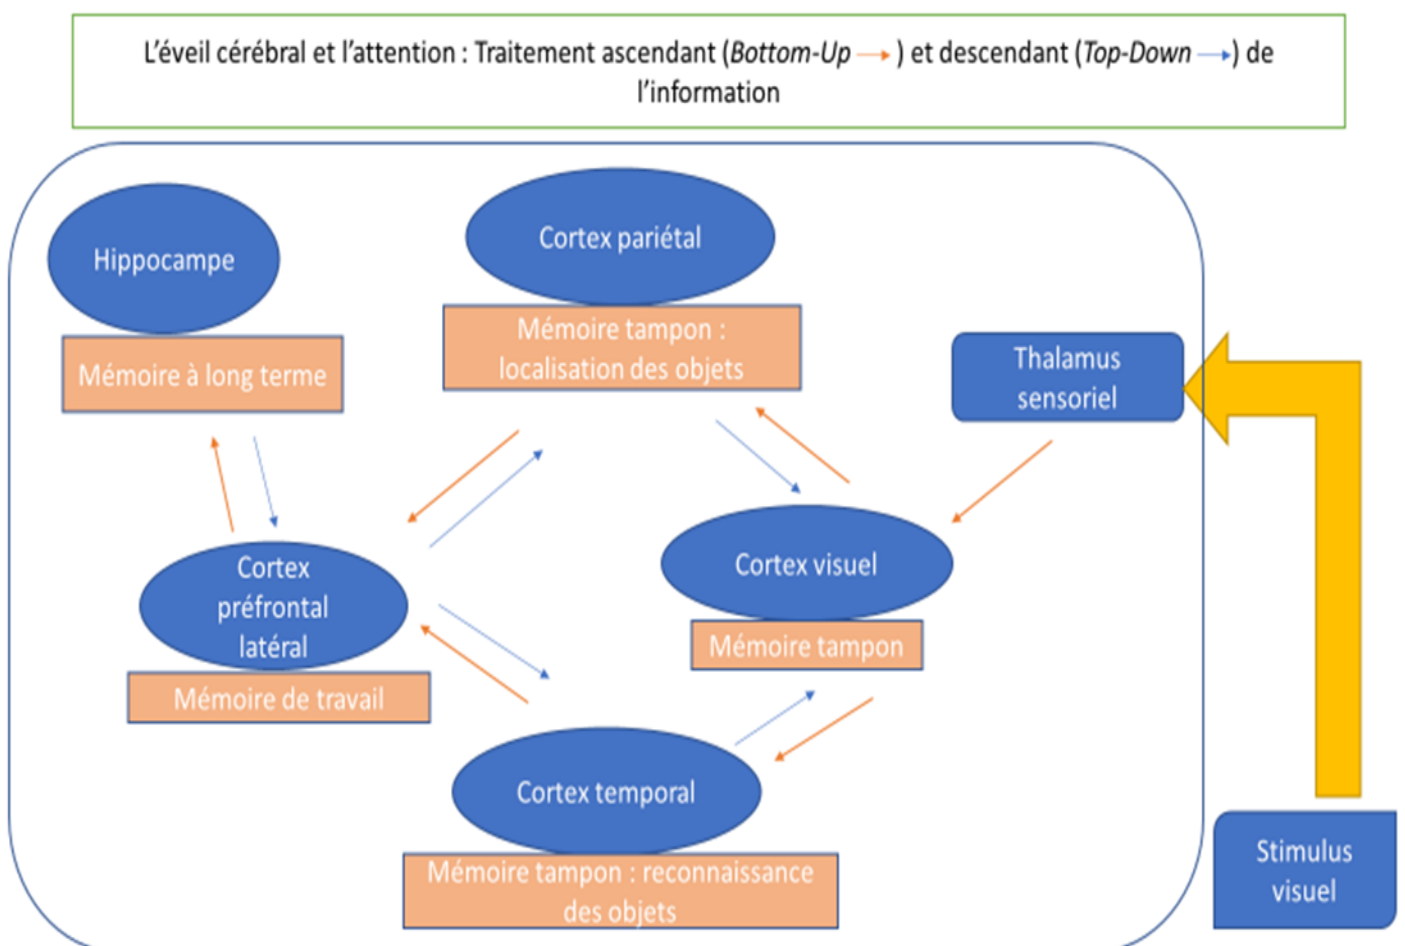 L'éveil cérébral et l'attention : Traitement ascendant (Bottom-Up → ) et descendant (Top-Down →) de
l'information
Hippocampe
Mémoire à long terme
Cortex pariétal
Mémoire tampon :
localisation des objets
Thalamus
sensoriel
Cortex
préfrontal
latéral
Mémoire de travail
Cortex visuel
Mémoire tampon
Cortex temporal
Mémoire tampon : reconnaissance
des objets
Stimulus
visuel